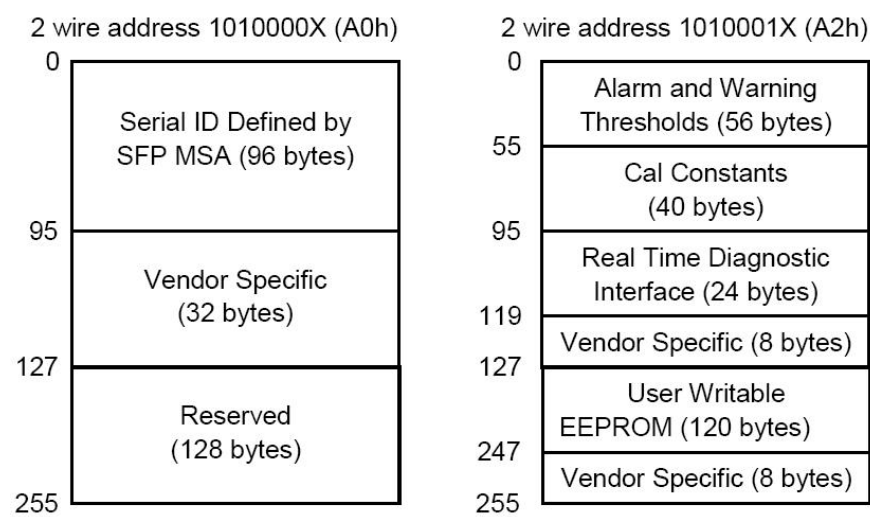 2 wire address 1010000X (A0h)
0
Serial ID Defined by
SFP MSA (96 bytes)
95
Vendor Specific
(32 bytes)
127
Reserved
(128 bytes)
255
2 wire address 1010001X (A2h)
0
Alarm and Warning
Thresholds (56 bytes)
55
Cal Constants
(40 bytes)
95
Real Time Diagnostic
Interface (24 bytes)
119
Vendor Specific (8 bytes)
127
User Writable
EEPROM (120 bytes)
247
Vendor Specific (8 bytes)
255